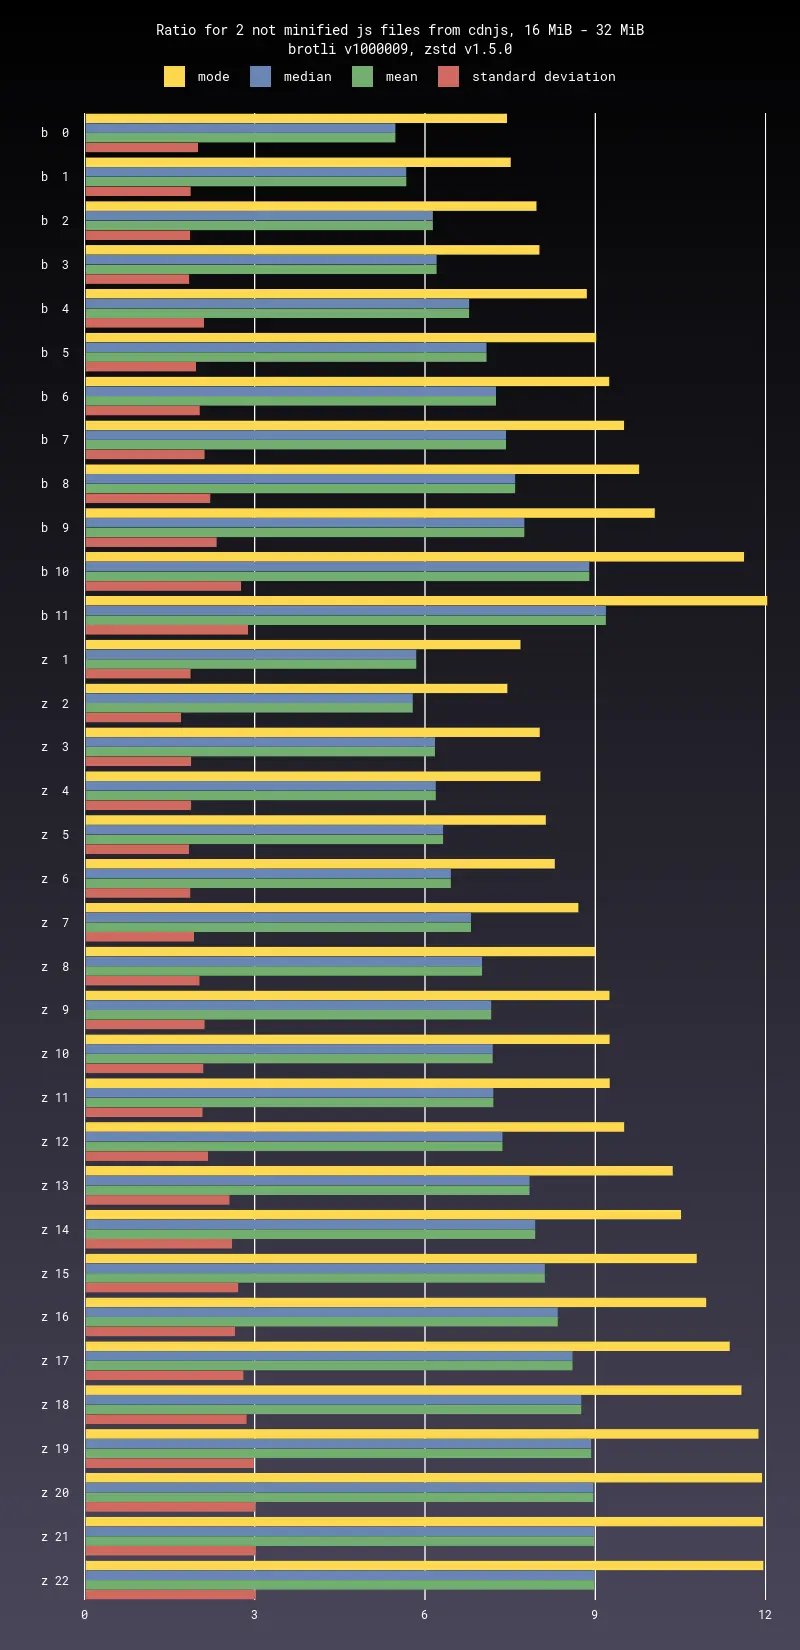 Ratio for 2 not minified js files from cdnjs, 16 MiB - 32 MiB
brotli v1000009, zstd v1.5.0
mode median mean standard deviation
b 0
b 1
b 2
b 3
b 4
b 5
b 6
b 7
b 8
b 9
b 10
b 11
z 1
z 2
z 3
z 4
z 5
z 6
z 7
z 8
z 9
z 10
z 11
z 12
z 13
z 14
z 15
z 16
z 17
z 18
z 19
z 20
z 21
z 22
0 3 6 9 12